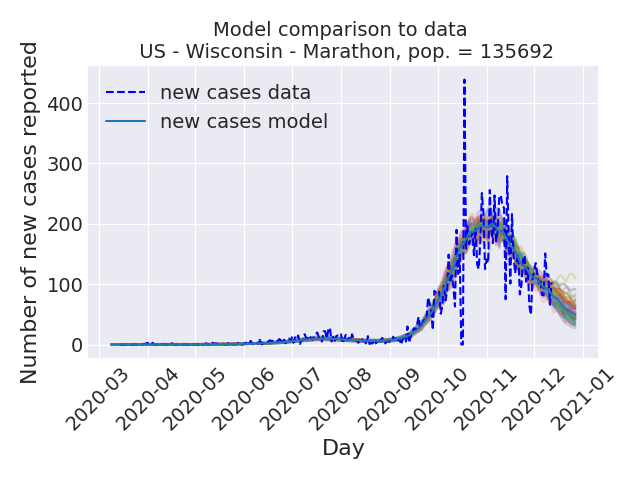 Model comparison to data
US - Wisconsin - Marathon, pop. = 135692
Number of new cases reported
400
300
200
100
0
new cases data
new cases model
2020-03
2020-04
2020-05
2020-06
2020-07
2020-08
2020-09
2020-10
2020-11
2020-12
2021-01
Day